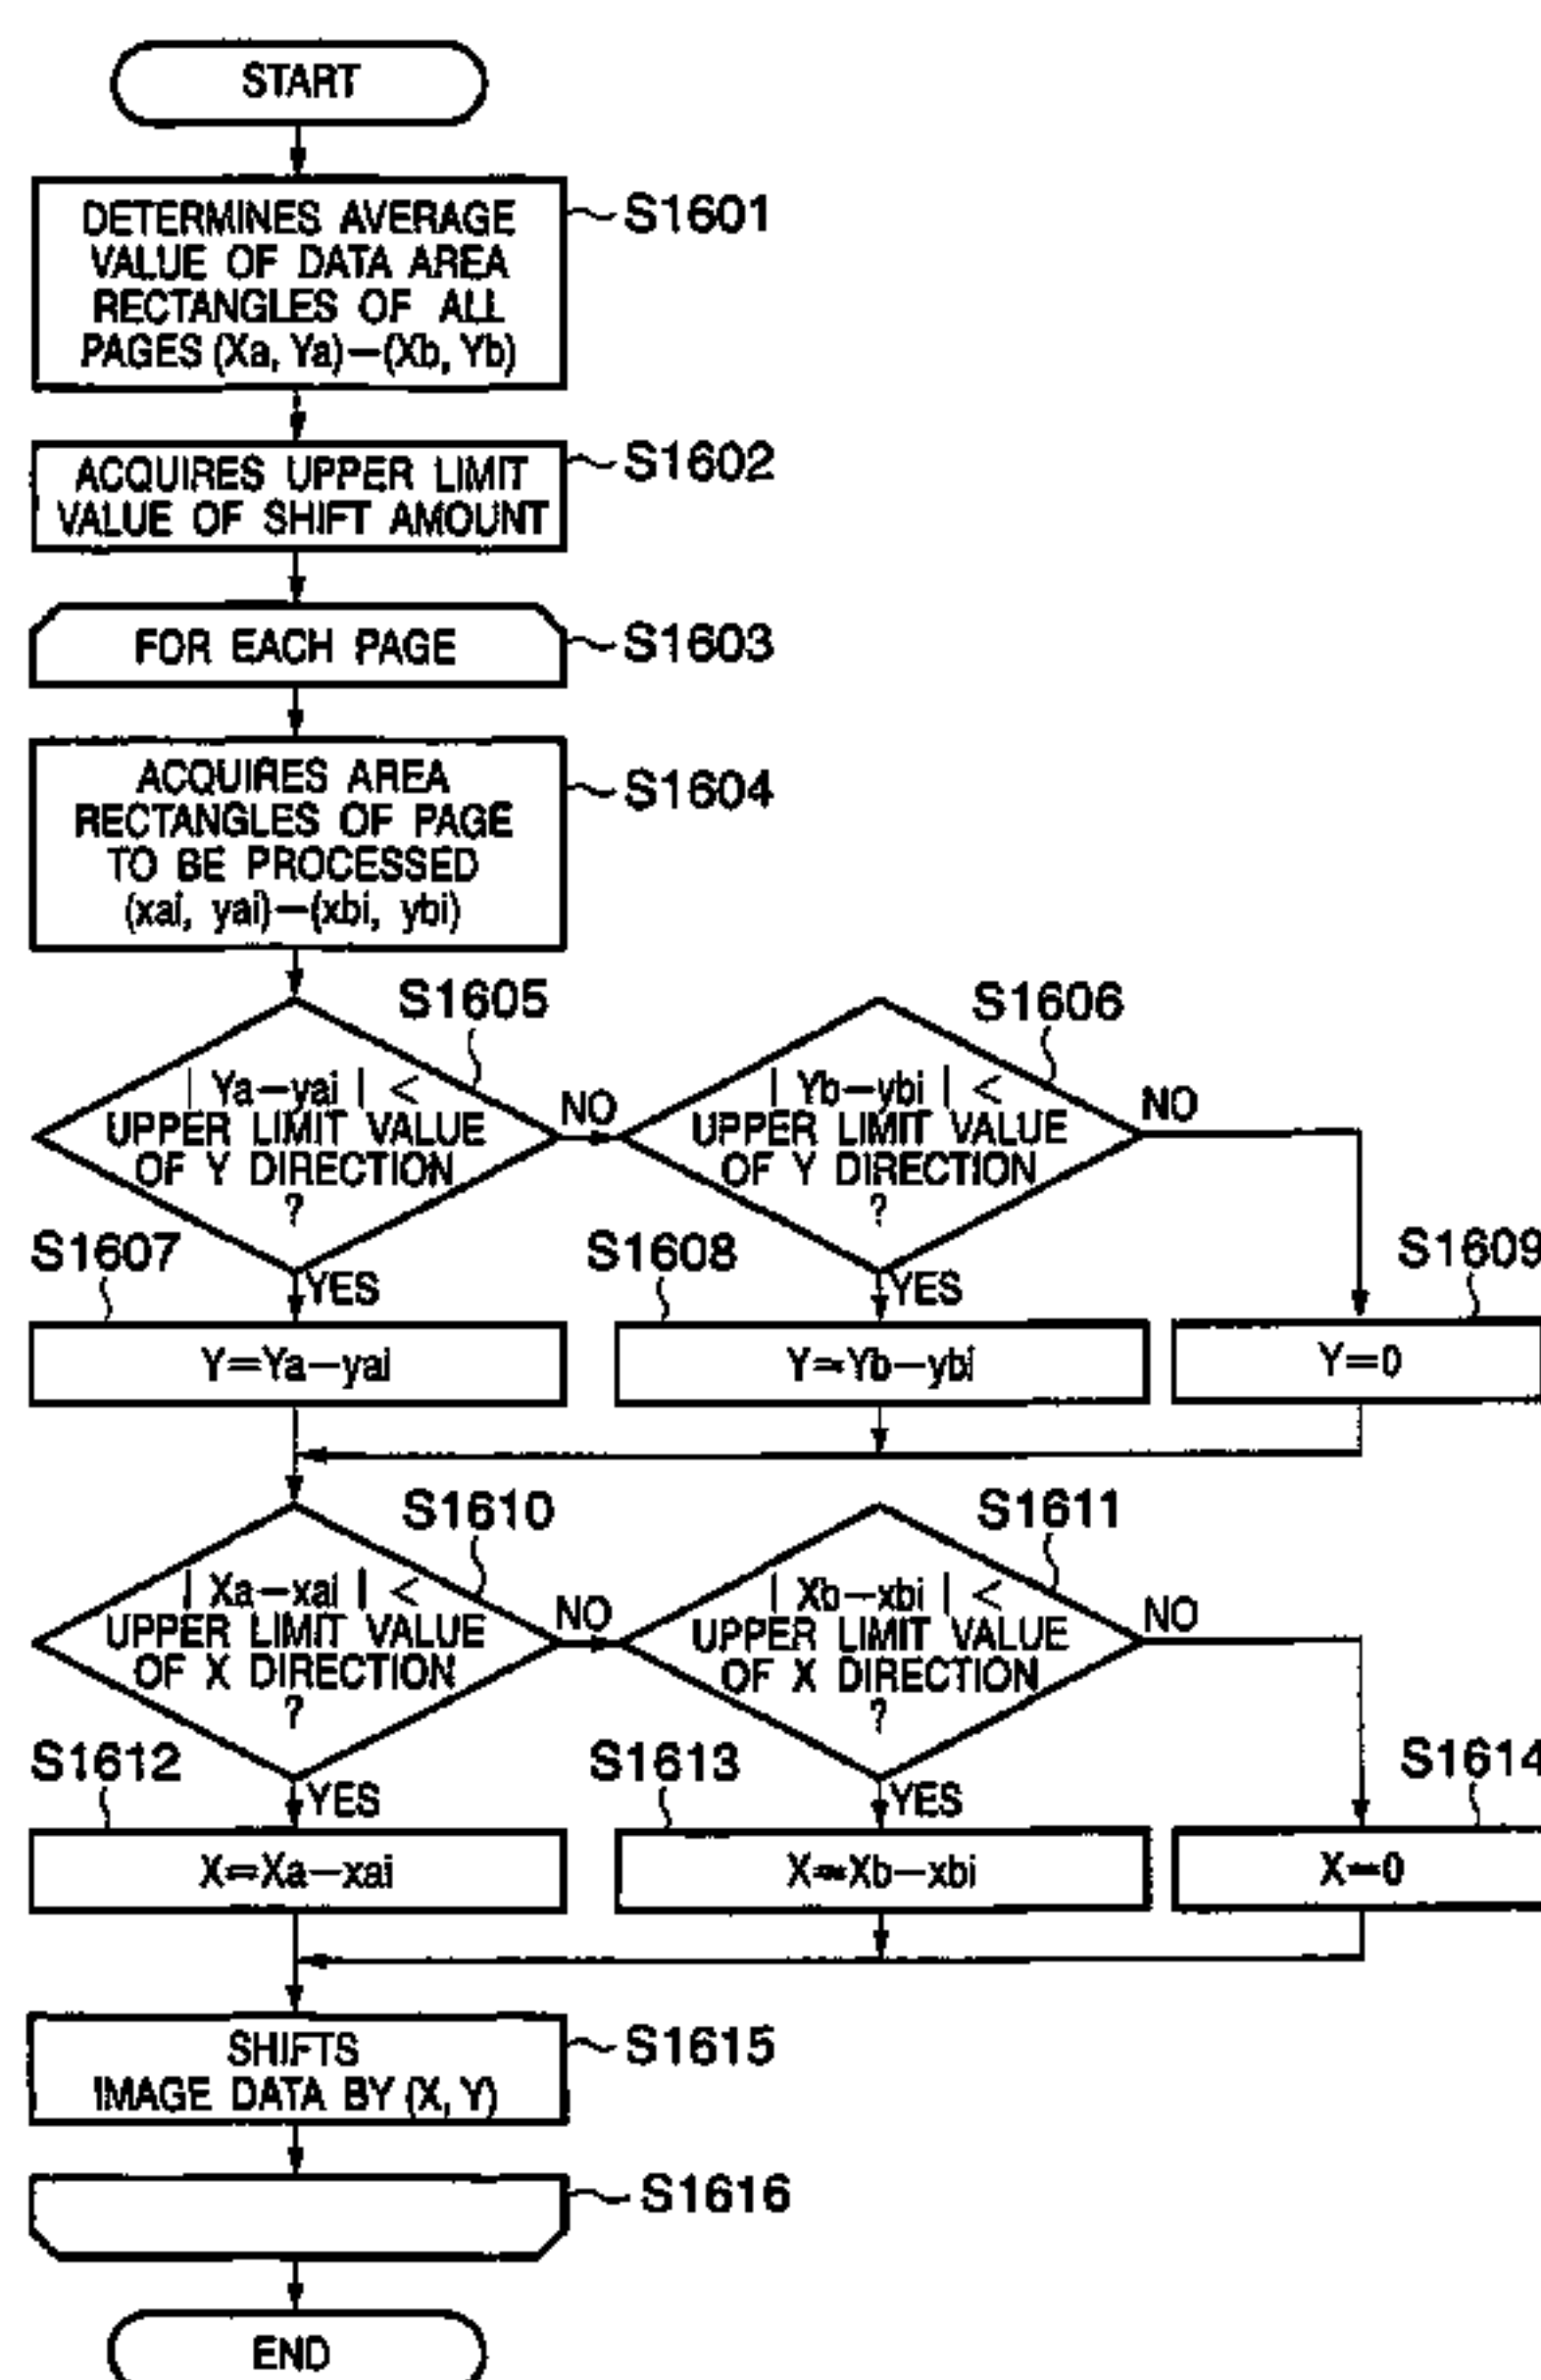 START
DETERMINES AVERAGE
VALUE OF DATA AREA
RECTANGLES OF ALL
PAGES (Xa, Ya)—(Xb, Yb)
S1601
ACQUIRES UPPER LIMIT
VALUE OF SHIFT AMOUNT
S1602
FOR EACH PAGE
S1603
ACQUIRES AREA
RECTANGLES OF PAGE
TO BE PROCESSED
(xai, yai)—(xbi, ybi)
S1604
S1605
| Ya—yai | <
UPPER LIMIT VALUE
OF Y DIRECTION
?
NO
YES
S1606
| Yb—ybi | <
UPPER LIMIT VALUE
OF Y DIRECTION
?
NO
YES
S1607
Y=Ya—yai
S1608
Y=Yb—ybi
S1609
Y=0
S1610
| Xa—xai | <
UPPER LIMIT VALUE
OF X DIRECTION
?
NO
YES
S1611
| Xb—xbi | <
UPPER LIMIT VALUE
OF X DIRECTION
?
NO
YES
S1612
X=Xa—xai
S1613
X=Xb—xbi
S1614
X=0
SHIFTS
IMAGE DATA BY (X, Y)
S1615
S1616
END